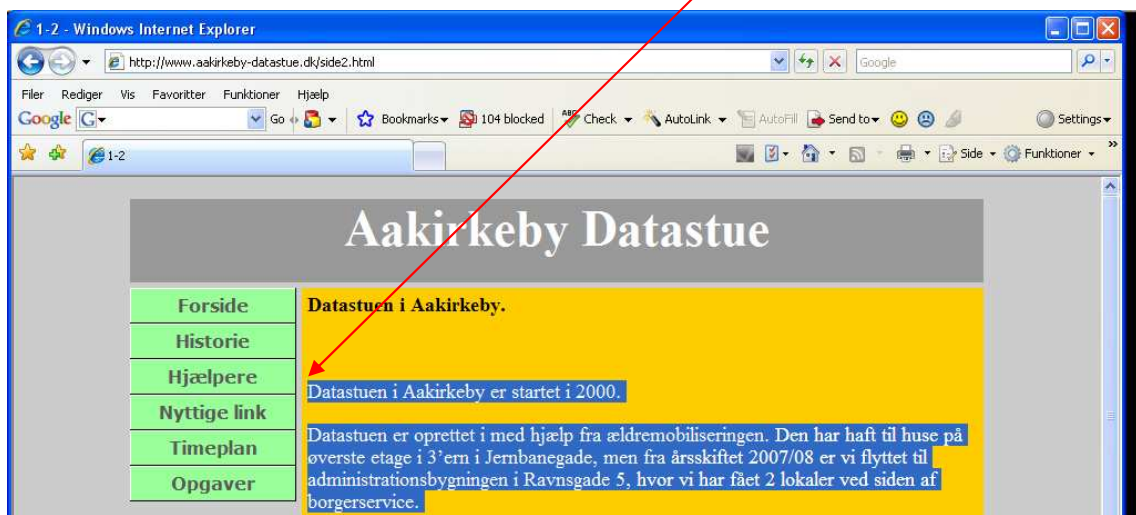 1-2 - Windows Internet Explorer
http://www.aakirkeby-datastue.dk/side2.html
Google
Filer Rediger Vis Favoritter Funktioner Hjælp
Google G Go Bookmarks 104 blocked ABC Check AutoLink AutoFill Send to Settings
1-2 Side Funktioner »
Aakirkeby Datastue
Forside
Historie
Hjælpere
Nyttige link
Timeplan
Opgaver
Datastuen i Aakirkeby.
Datastuen i Aakirkeby er startet i 2000.
Datastuen er oprettet i med hjælp fra ældremobiliseringen. Den har haft til huse på
øverste etage i 3’ern i Jernbanegade, men fra årsskiftet 2007/08 er vi flyttet til
administrationsbygningen i Ravnsgade 5, hvor vi har fået 2 lokaler ved siden af
borgerservice.